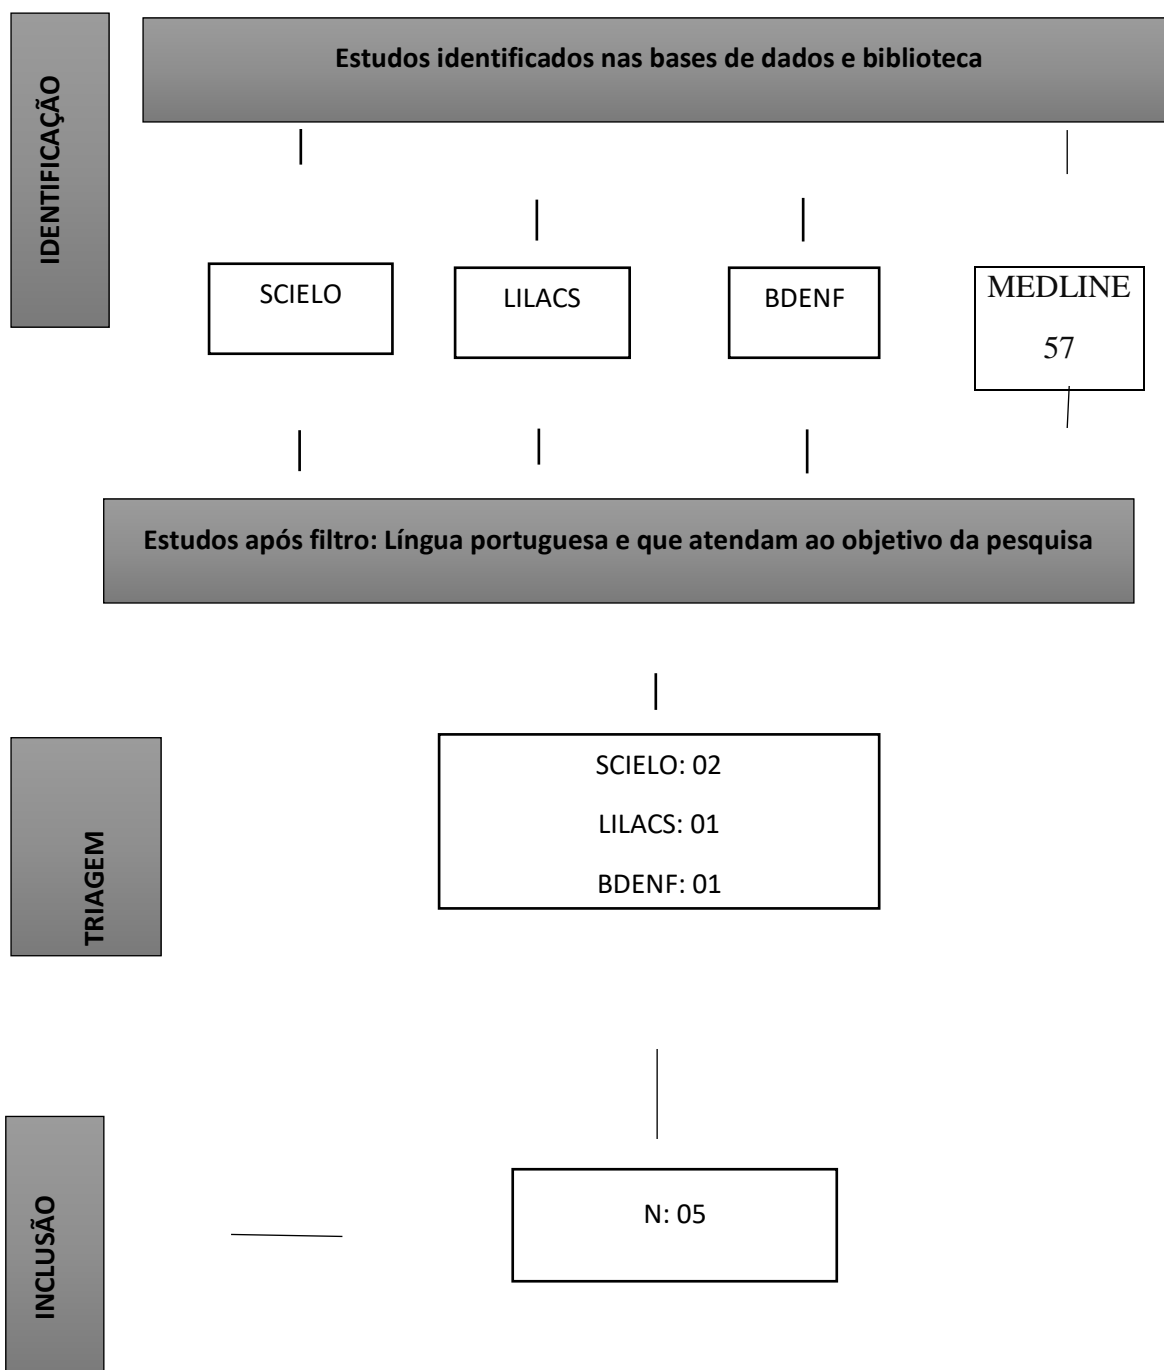 IDENTIFICAÇÃO
Estudos identificados nas bases de dados e biblioteca
SCIELO
LILACS
BDENF
MEDLINE
57
Estudos após filtro: Língua portuguesa e que atendam ao objetivo da pesquisa
TRIAGEM
SCIELO: 02
LILACS: 01
BDENF: 01
INCLUSÃO
N: 05